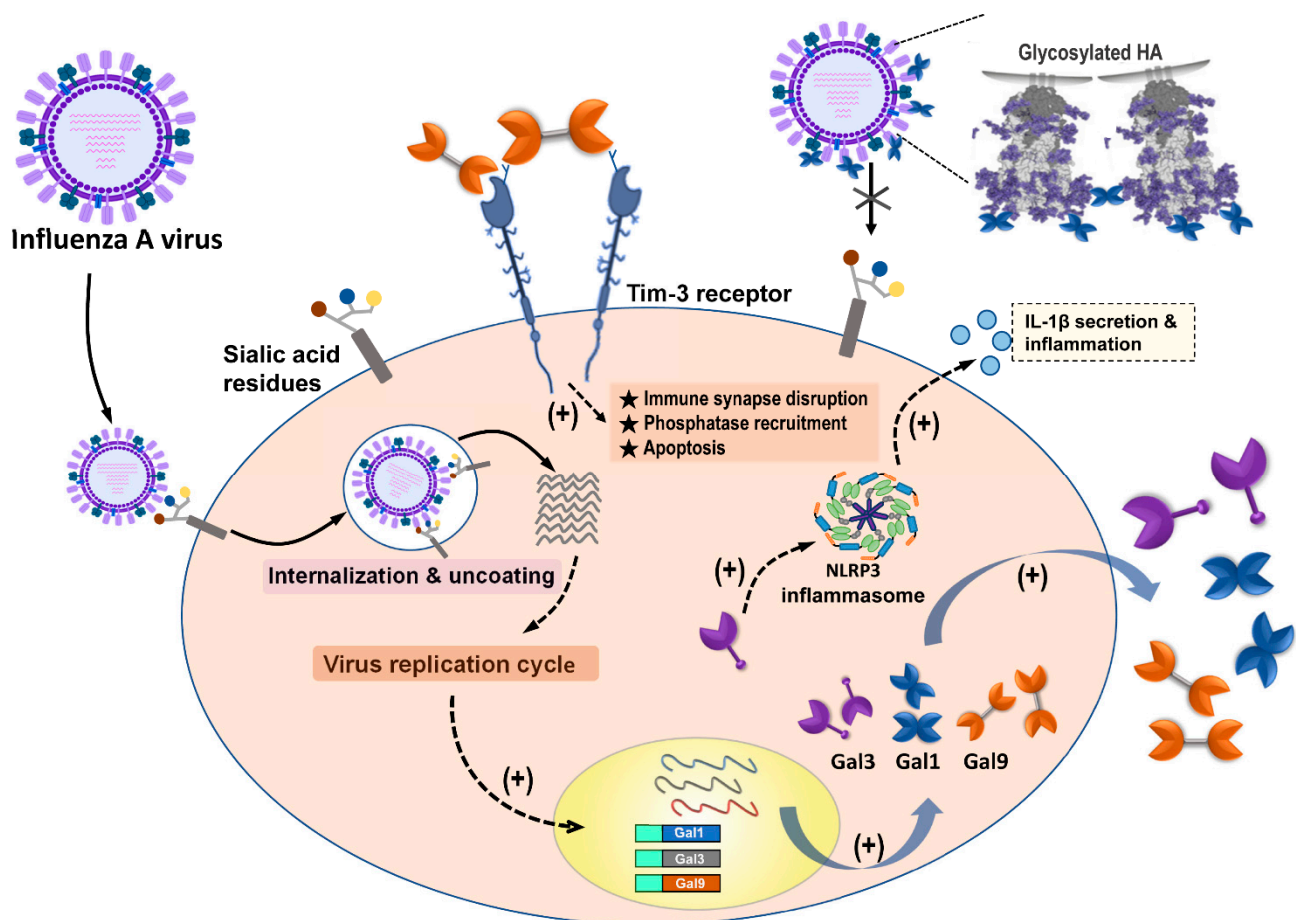 Glycosylated HA
Influenza A virus
Tim-3 receptor
Sialic acid
residues
IL-1β secretion &
inflammation
(+)
★ Immune synapse disruption
★ Phosphatase recruitment
★ Apoptosis
(+)
Internalization & uncoating
(+)
NLRP3
inflammasome
(+)
Virus replication cycle
Gal3
Gal1
Gal9
(+)
Gal1
Gal3
Gal9
(+)